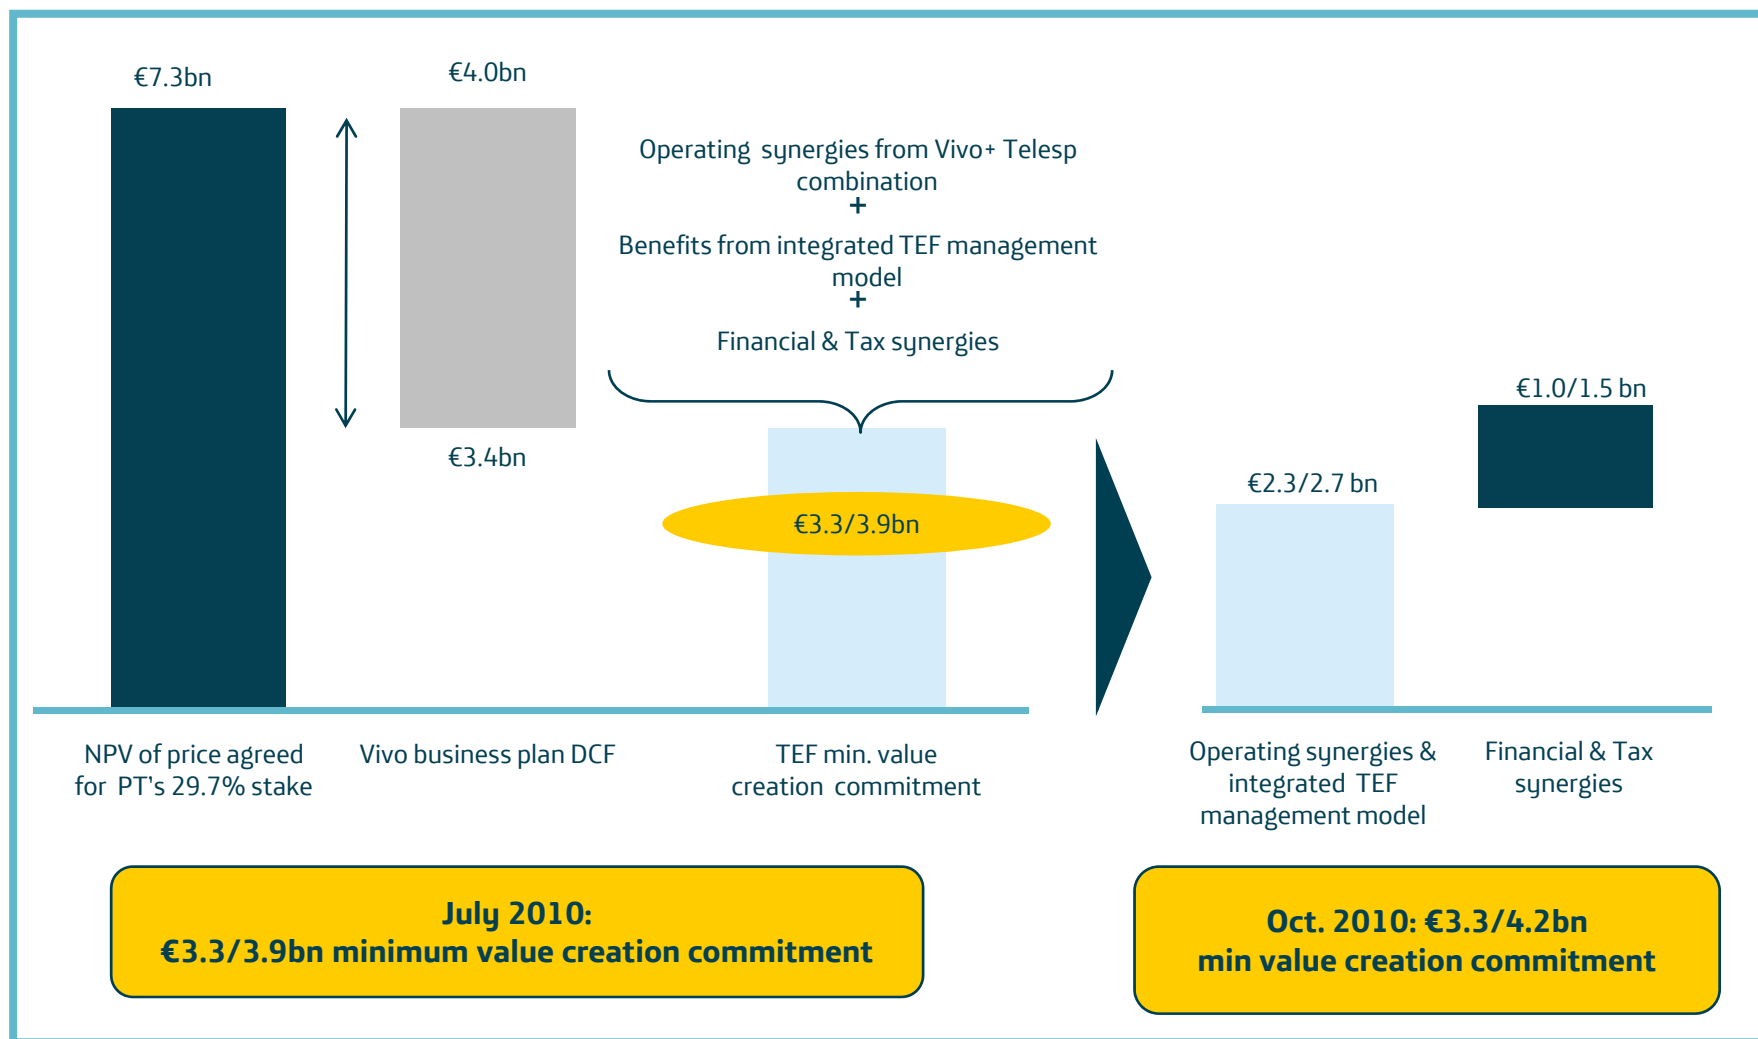 €7.3bn
€4.0bn
Operating synergies from Vivo+ Telesp
combination
+
Benefits from integrated TEF management
model
+
Financial & Tax synergies
€3.4bn
€3.3/3.9bn
€1.0/1.5 bn
€2.3/2.7 bn
NPV of price agreed
for PT's 29.7% stake
Vivo business plan DCF
TEF min. value
creation commitment
Operating synergies &
integrated TEF
management model
Financial & Tax
synergies
July 2010:
€3.3/3.9bn minimum value creation commitment
Oct. 2010: €3.3/4.2bn
min value creation commitment